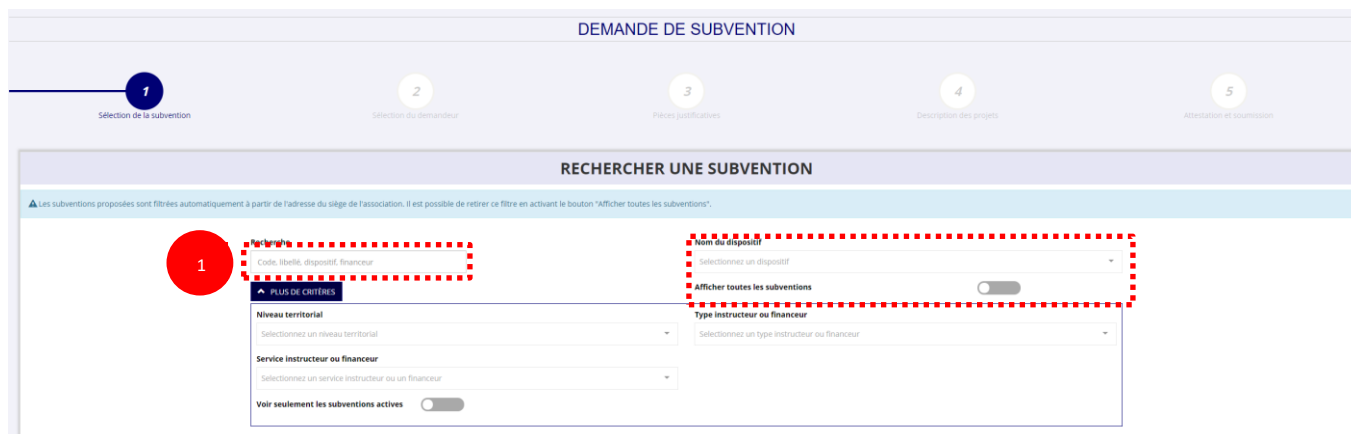 DEMANDE DE SUBVENTION
1
2
3
4
5
Sélection de la subvention
Sélection du demandeur
Pièces justificatives
Description des projets
Attestation et soumission
RECHERCHER UNE SUBVENTION
Les subventions proposées sont filtrées automatiquement à partir de l'adresse du siège de l'association. Il est possible de retirer ce filtre en activant le bouton "Afficher toutes les subventions".
1
Recherche
Code, libellé, dispositif, financeur
Nom du dispositif
Selectionnez un dispositif
Afficher toutes les subventions
PLUS DE CRITÈRES
Niveau territorial
Selectionnez un niveau territorial
Type instructeur ou financeur
Selectionnez un type instructeur ou financeur
Service instructeur ou financeur
Selectionnez un service instructeur ou un financeur
Voir seulement les subventions actives